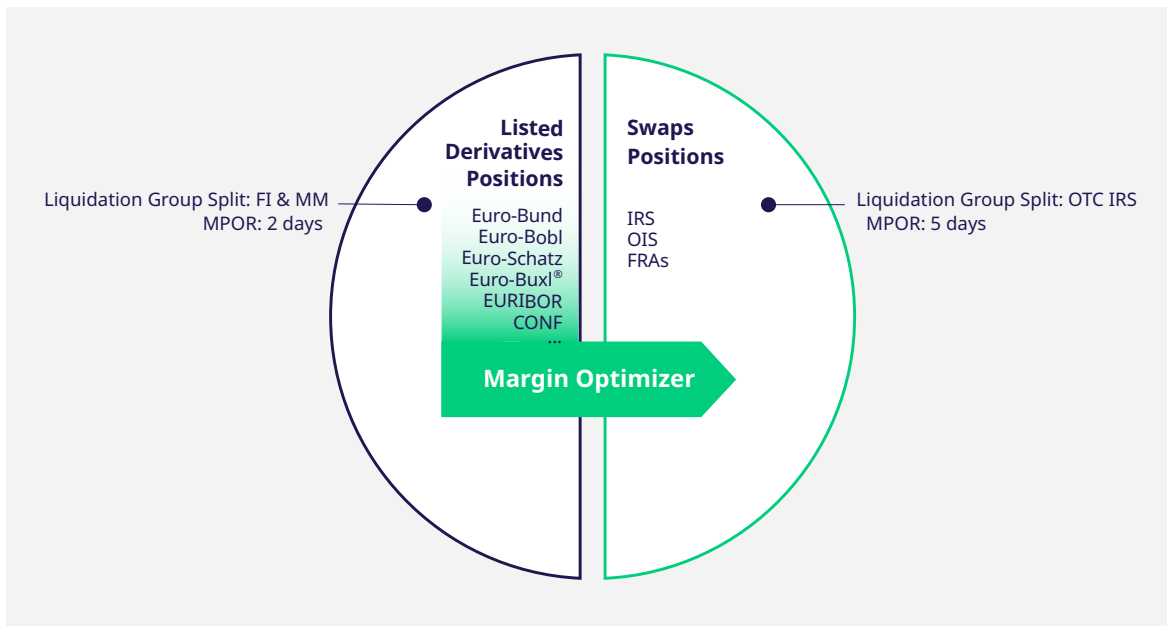 Listed
Derivatives
Positions
Euro-Bund
Euro-Bobl
Euro-Schatz
Euro-Buxl®
EURIBOR
CONF
...
Liquidation Group Split: FI & MM
MPOR: 2 days
Swaps
Positions
IRS
OIS
FRAs
Liquidation Group Split: OTC IRS
MPOR: 5 days
Margin Optimizer